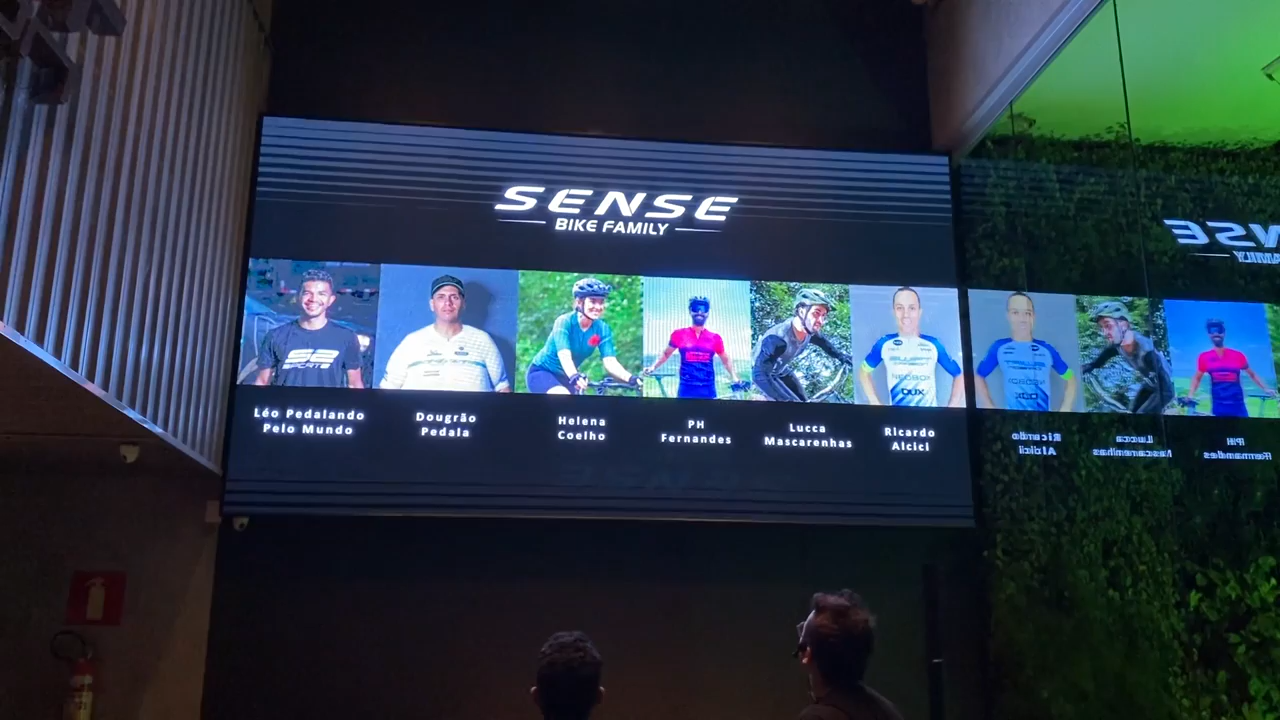 SENSE
BIKE FAMILY
Léo Pedalando
Pelo Mundo
Dougrão
Pedala
Helena
Coelho
PH
Fernandes
Lucca
Mascarenhas
Ricardo
Alcici